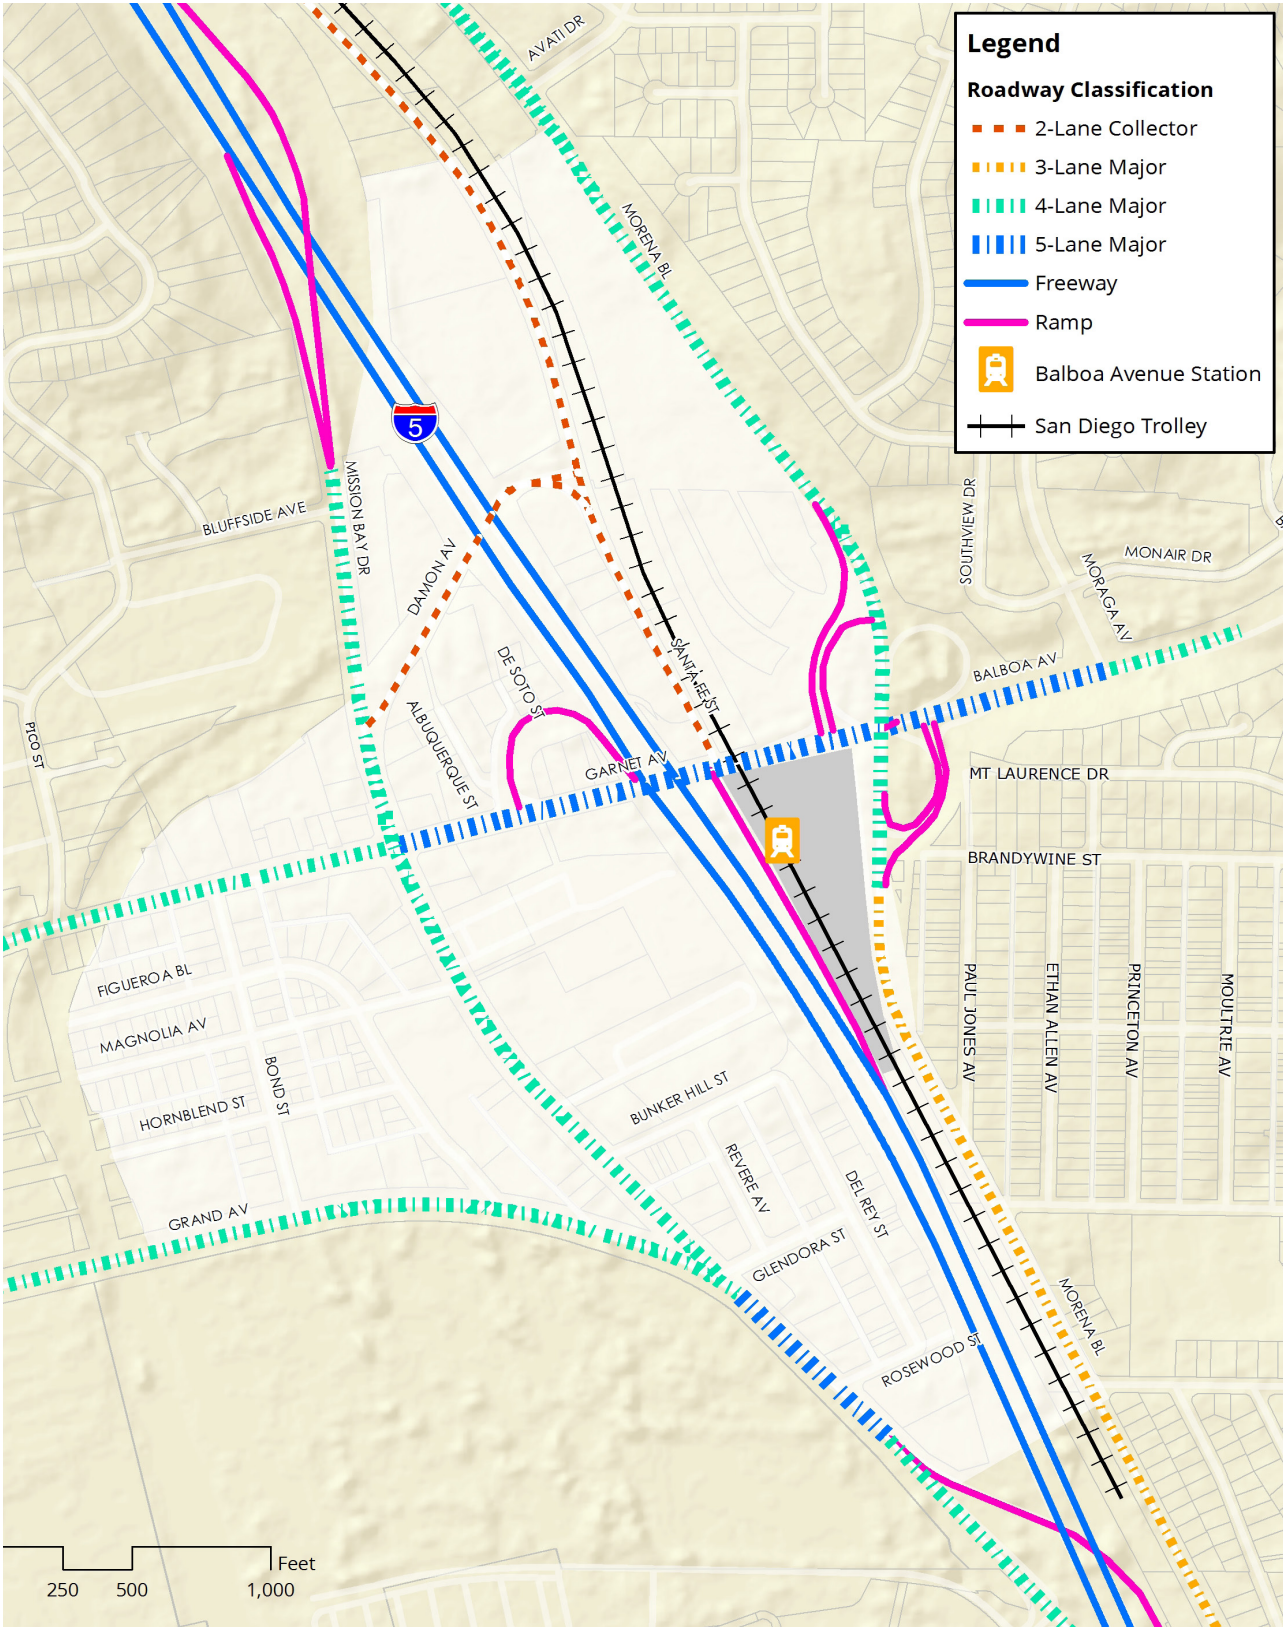 Legend
Roadway Classification
2-Lane Collector
3-Lane Major
4-Lane Major
5-Lane Major
Freeway
Ramp
Balboa Avenue Station
San Diego Trolley
AVATI DR
MORENA BL
5
MISSION BAY DR
BLUFFSIDE AVE
DAMON AV
SOUTHVIEW DR
MONAIR DR
MORAGA AV
B
DE SOTO ST
SANTA FE ST
BALBOA AV
ALBUQUERQUE ST
PICO ST
GARNET AV
MT LAURENCE DR
BRANDYWINE ST
FIGUEROA BL
MAGNOLIA AV
HORNBLEND ST
BOND ST
PAUL JONES AV
ETHAN ALLEN AV
PRINCETON AV
MOULTRIE AV
BUNKER HILL ST
REVERE AV
DEL REY ST
GRAND AV
GLENDORA ST
MORENA BL
ROSEWOOD ST
Feet
250 500 1,000